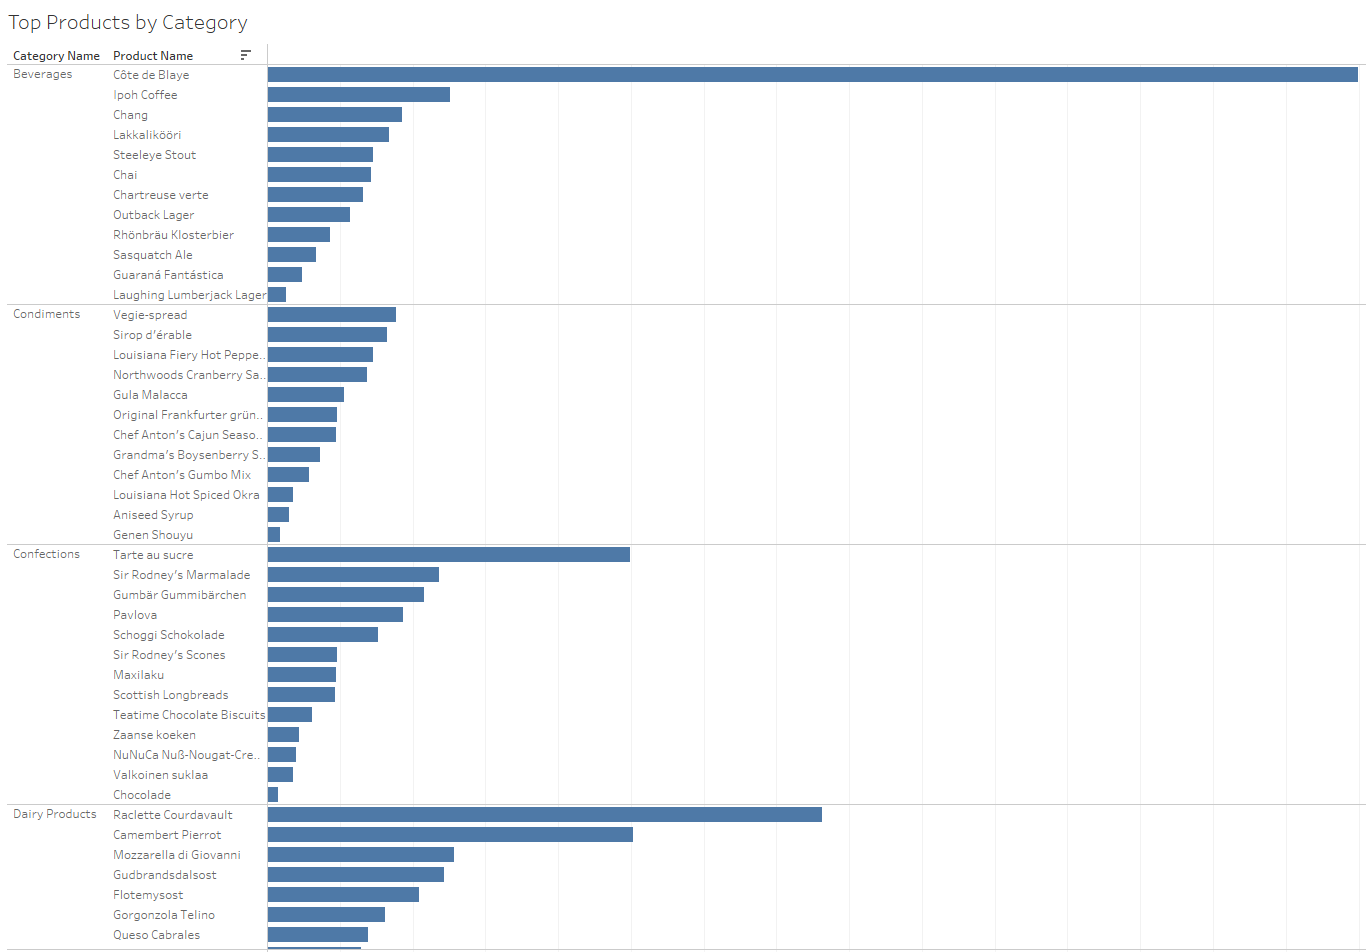 Top Products by Category
Category Name Product Name
Beverages Côte de Blaye
Ipoh Coffee
Chang
Lakkalikööri
Steeleye Stout
Chai
Chartreuse verte
Outback Lager
Rhönbräu Klosterbier
Sasquatch Ale
Guaraná Fantástica
Laughing Lumberjack Lager
Condiments Vegie-spread
Sirop d'érable
Louisiana Fiery Hot Peppe..
Northwoods Cranberry Sa..
Gula Malacca
Original Frankfurter grün..
Chef Anton's Cajun Seaso..
Grandma's Boysenberry S..
Chef Anton's Gumbo Mix
Louisiana Hot Spiced Okra
Aniseed Syrup
Genen Shouyu
Confections Tarte au sucre
Sir Rodney's Marmalade
Gumbär Gummibärchen
Pavlova
Schoggi Schokolade
Sir Rodney's Scones
Maxilaku
Scottish Longbreads
Teatime Chocolate Biscuits
Zaanse koeken
NuNuCa Nuß-Nougat-Cre..
Valkoinen suklaa
Chocolade
Dairy Products Raclette Courdavault
Camembert Pierrot
Mozzarella di Giovanni
Gudbrandsdalsost
Flotemysost
Gorgonzola Telino
Queso Cabrales